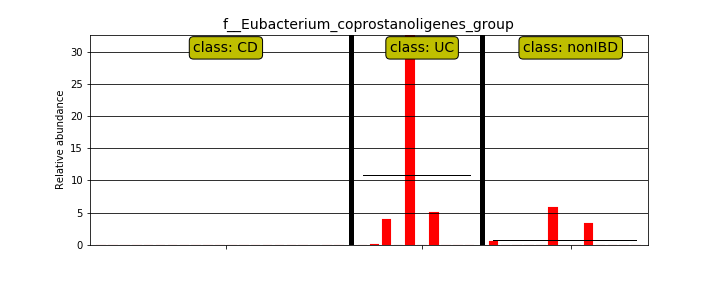 f__Eubacterium_coprostanoligenes_group
class: CD
class: UC
class: nonIBD
Relative abundance
30
25
20
15
10
5
0